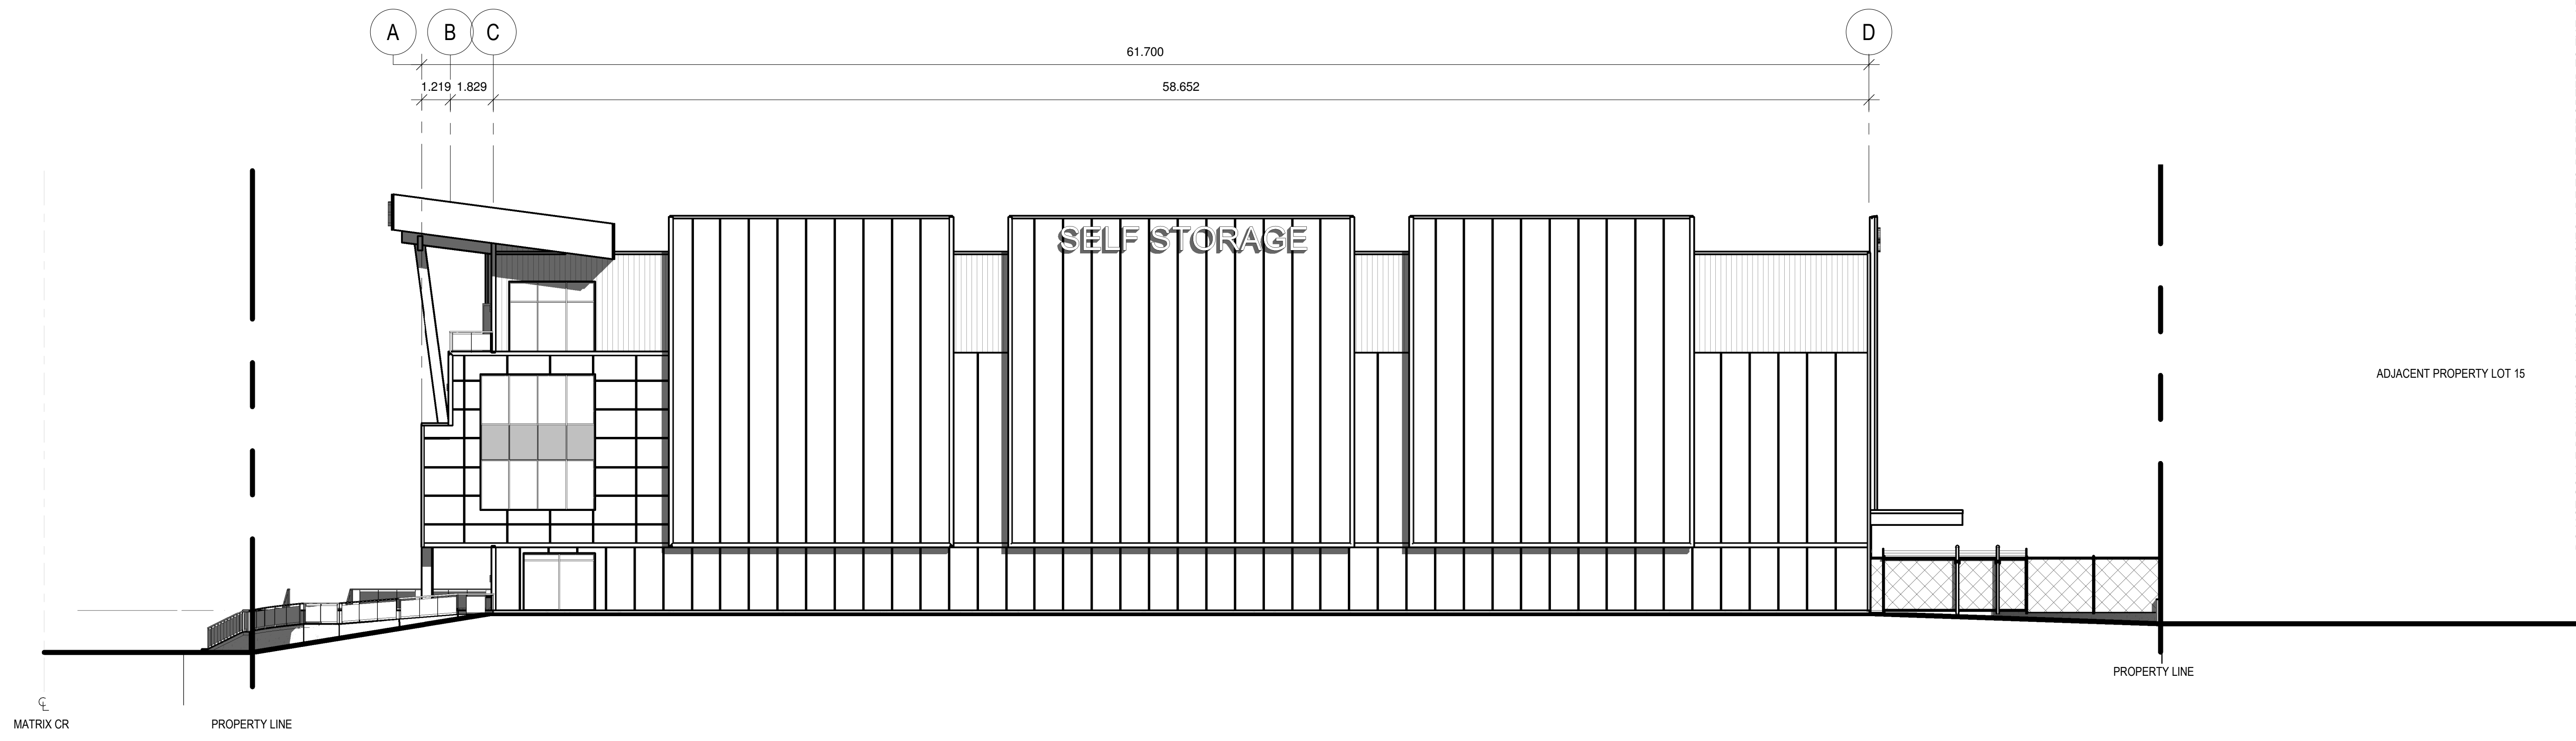 A B C D
61.700
1.219 1.829 58.652
SELF STORAGE
ADJACENT PROPERTY LOT 15
PROPERTY LINE
℄
MATRIX CR
PROPERTY LINE